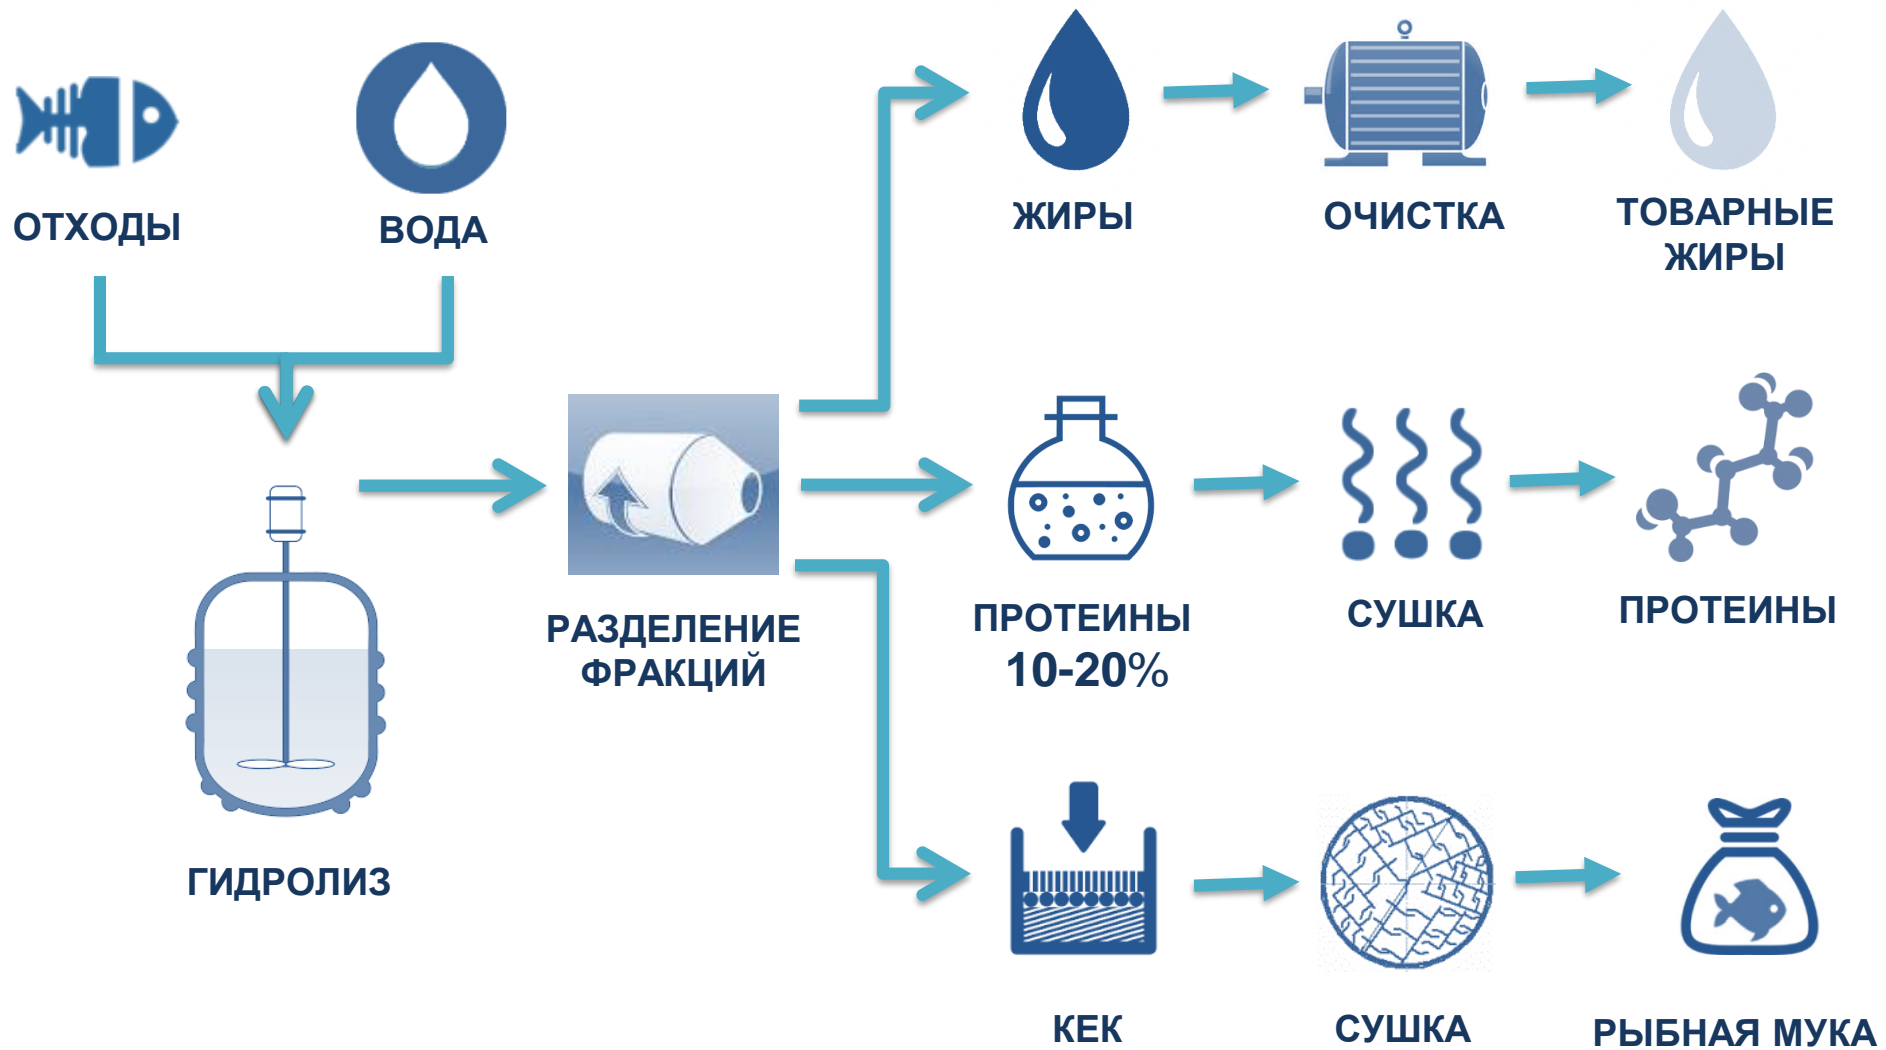 ОТХОДЫ
ВОДА
ГИДРОЛИЗ
РАЗДЕЛЕНИЕ
ФРАКЦИЙ
ЖИРЫ
ОЧИСТКА
ТОВАРНЫЕ
ЖИРЫ
ПРОТЕИНЫ
10-20%
СУШКА
ПРОТЕИНЫ
КЕК
СУШКА
РЫБНАЯ МУКА